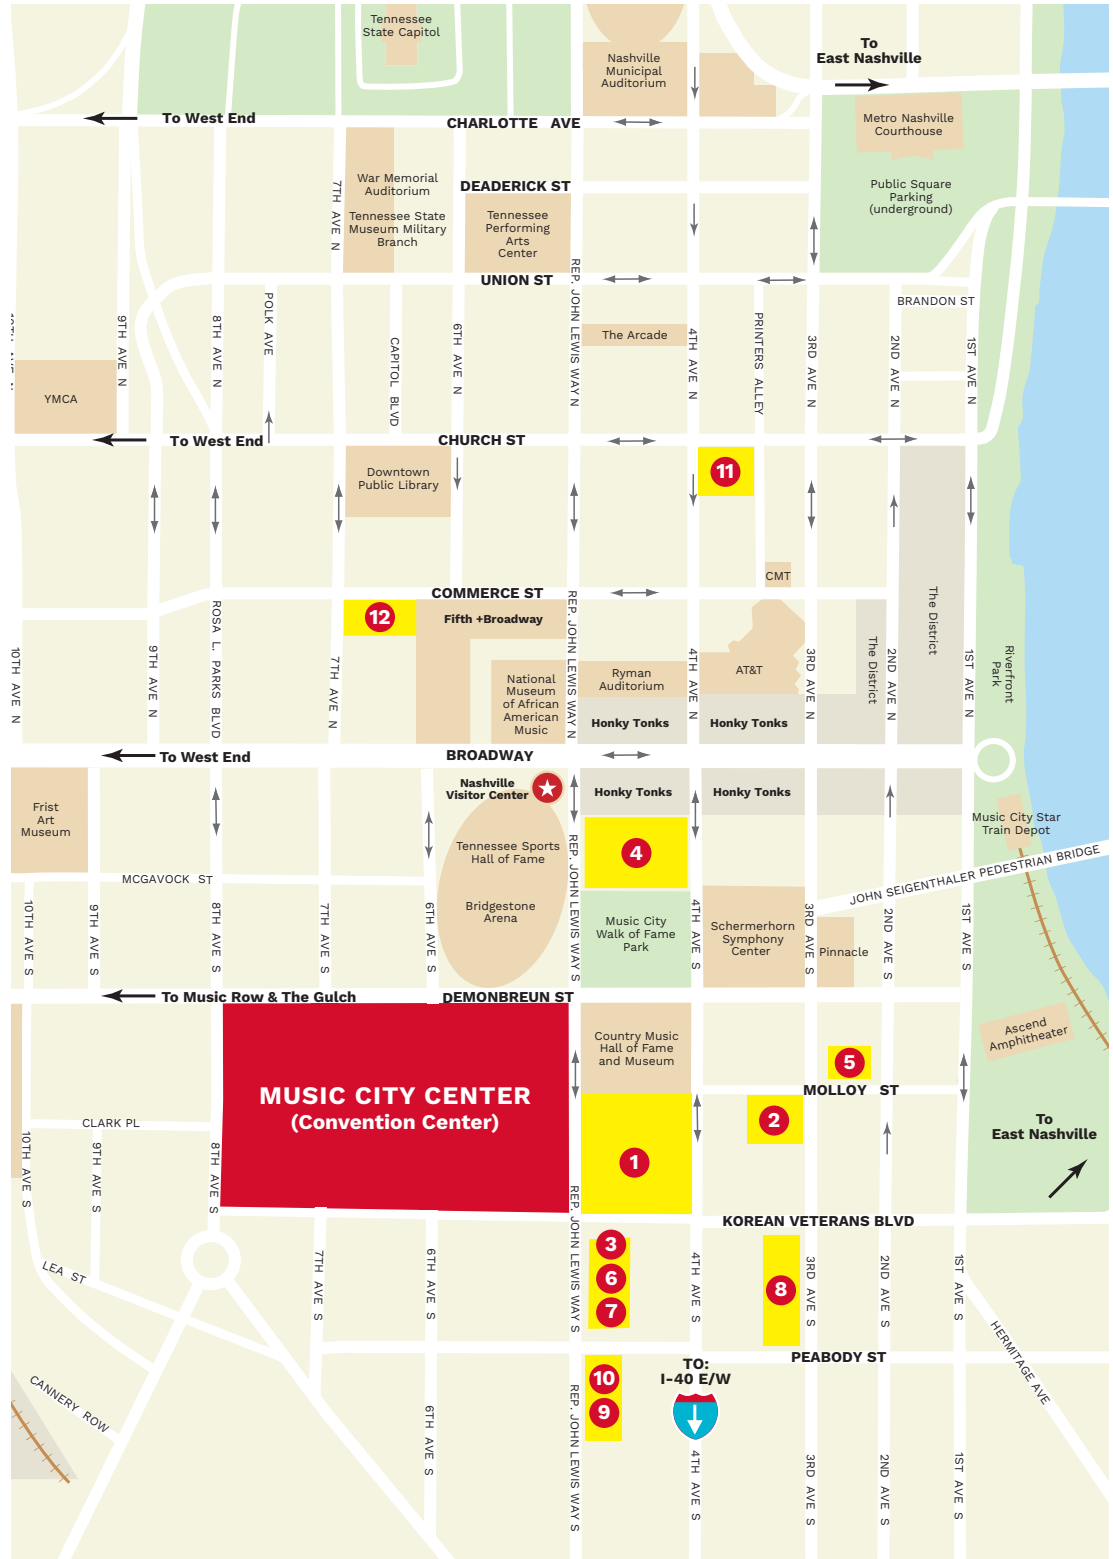 Tennessee
State Capitol
Nashville
Municipal
Auditorium
To
East Nashville
To West End
CHARLOTTE AVE
Metro Nashville
Courthouse
War Memorial
Auditorium
Tennessee State
Museum Military
Branch
DEADERICK ST
Tennessee
Performing
Arts
Center
Public Square
Parking
(underground)
7TH AVE N
UNION ST
BRANDON ST
9TH AVE N
8TH AVE N
POLK AVE
CAPITOL BLVD
6TH AVE N
REP. JOHN LEWIS WAY N
The Arcade
4TH AVE N
PRINTERS ALLEY
3RD AVE N
2ND AVE N
1ST AVE N
YMCA
To West End
CHURCH ST
Downtown
Public Library
11
CMT
COMMERCE ST
12
Fifth +Broadway
The District
The District
Riverfront
Park
10TH AVE N
9TH AVE N
ROSA L. PARKS BLVD
7TH AVE N
National
Museum
of African
American
Music
REP. JOHN LEWIS WAY N
Ryman
Auditorium
4TH AVE N
AT&T
3RD AVE N
2ND AVE N
1ST AVE N
Honky Tonks
Honky Tonks
To West End
BROADWAY
Nashville
Visitor Center
Honky Tonks
Honky Tonks
Frist
Art
Museum
Music City Star
Train Depot
Tennessee Sports
Hall of Fame
4
JOHN SEIGENTHALER PEDESTRIAN BRIDGE
MCGAVOCK ST
Bridgestone
Arena
10TH AVE S
9TH AVE S
8TH AVE S
7TH AVE S
6TH AVE S
REP. JOHN LEWIS WAY S
Music City
Walk of Fame
Park
4TH AVE S
Schermerhorn
Symphony
Center
3RD AVE S
Pinnacle
2ND AVE S
1ST AVE S
To Music Row & The Gulch
DEMONBREUN ST
Country Music
Hall of Fame
and Museum
Ascend
Amphitheater
5
MOLLOY ST
MUSIC CITY CENTER
(Convention Center)
2
To
East Nashville
CLARK PL
10TH AVE S
9TH AVE S
8TH AVE S
1
KOREAN VETERANS BLVD
REP. JOHN LEWIS WAY S
3
6
7
8
LEA ST
7TH AVE S
6TH AVE S
4TH AVE S
3RD AVE S
2ND AVE S
1ST AVE S
HERMITAGE AVE
PEABODY ST
TO:
I-40 E/W
10
9
CANNERY ROW
6TH AVE S
REP. JOHN LEWIS WAY S
4TH AVE S
3RD AVE S
2ND AVE S
1ST AVE S